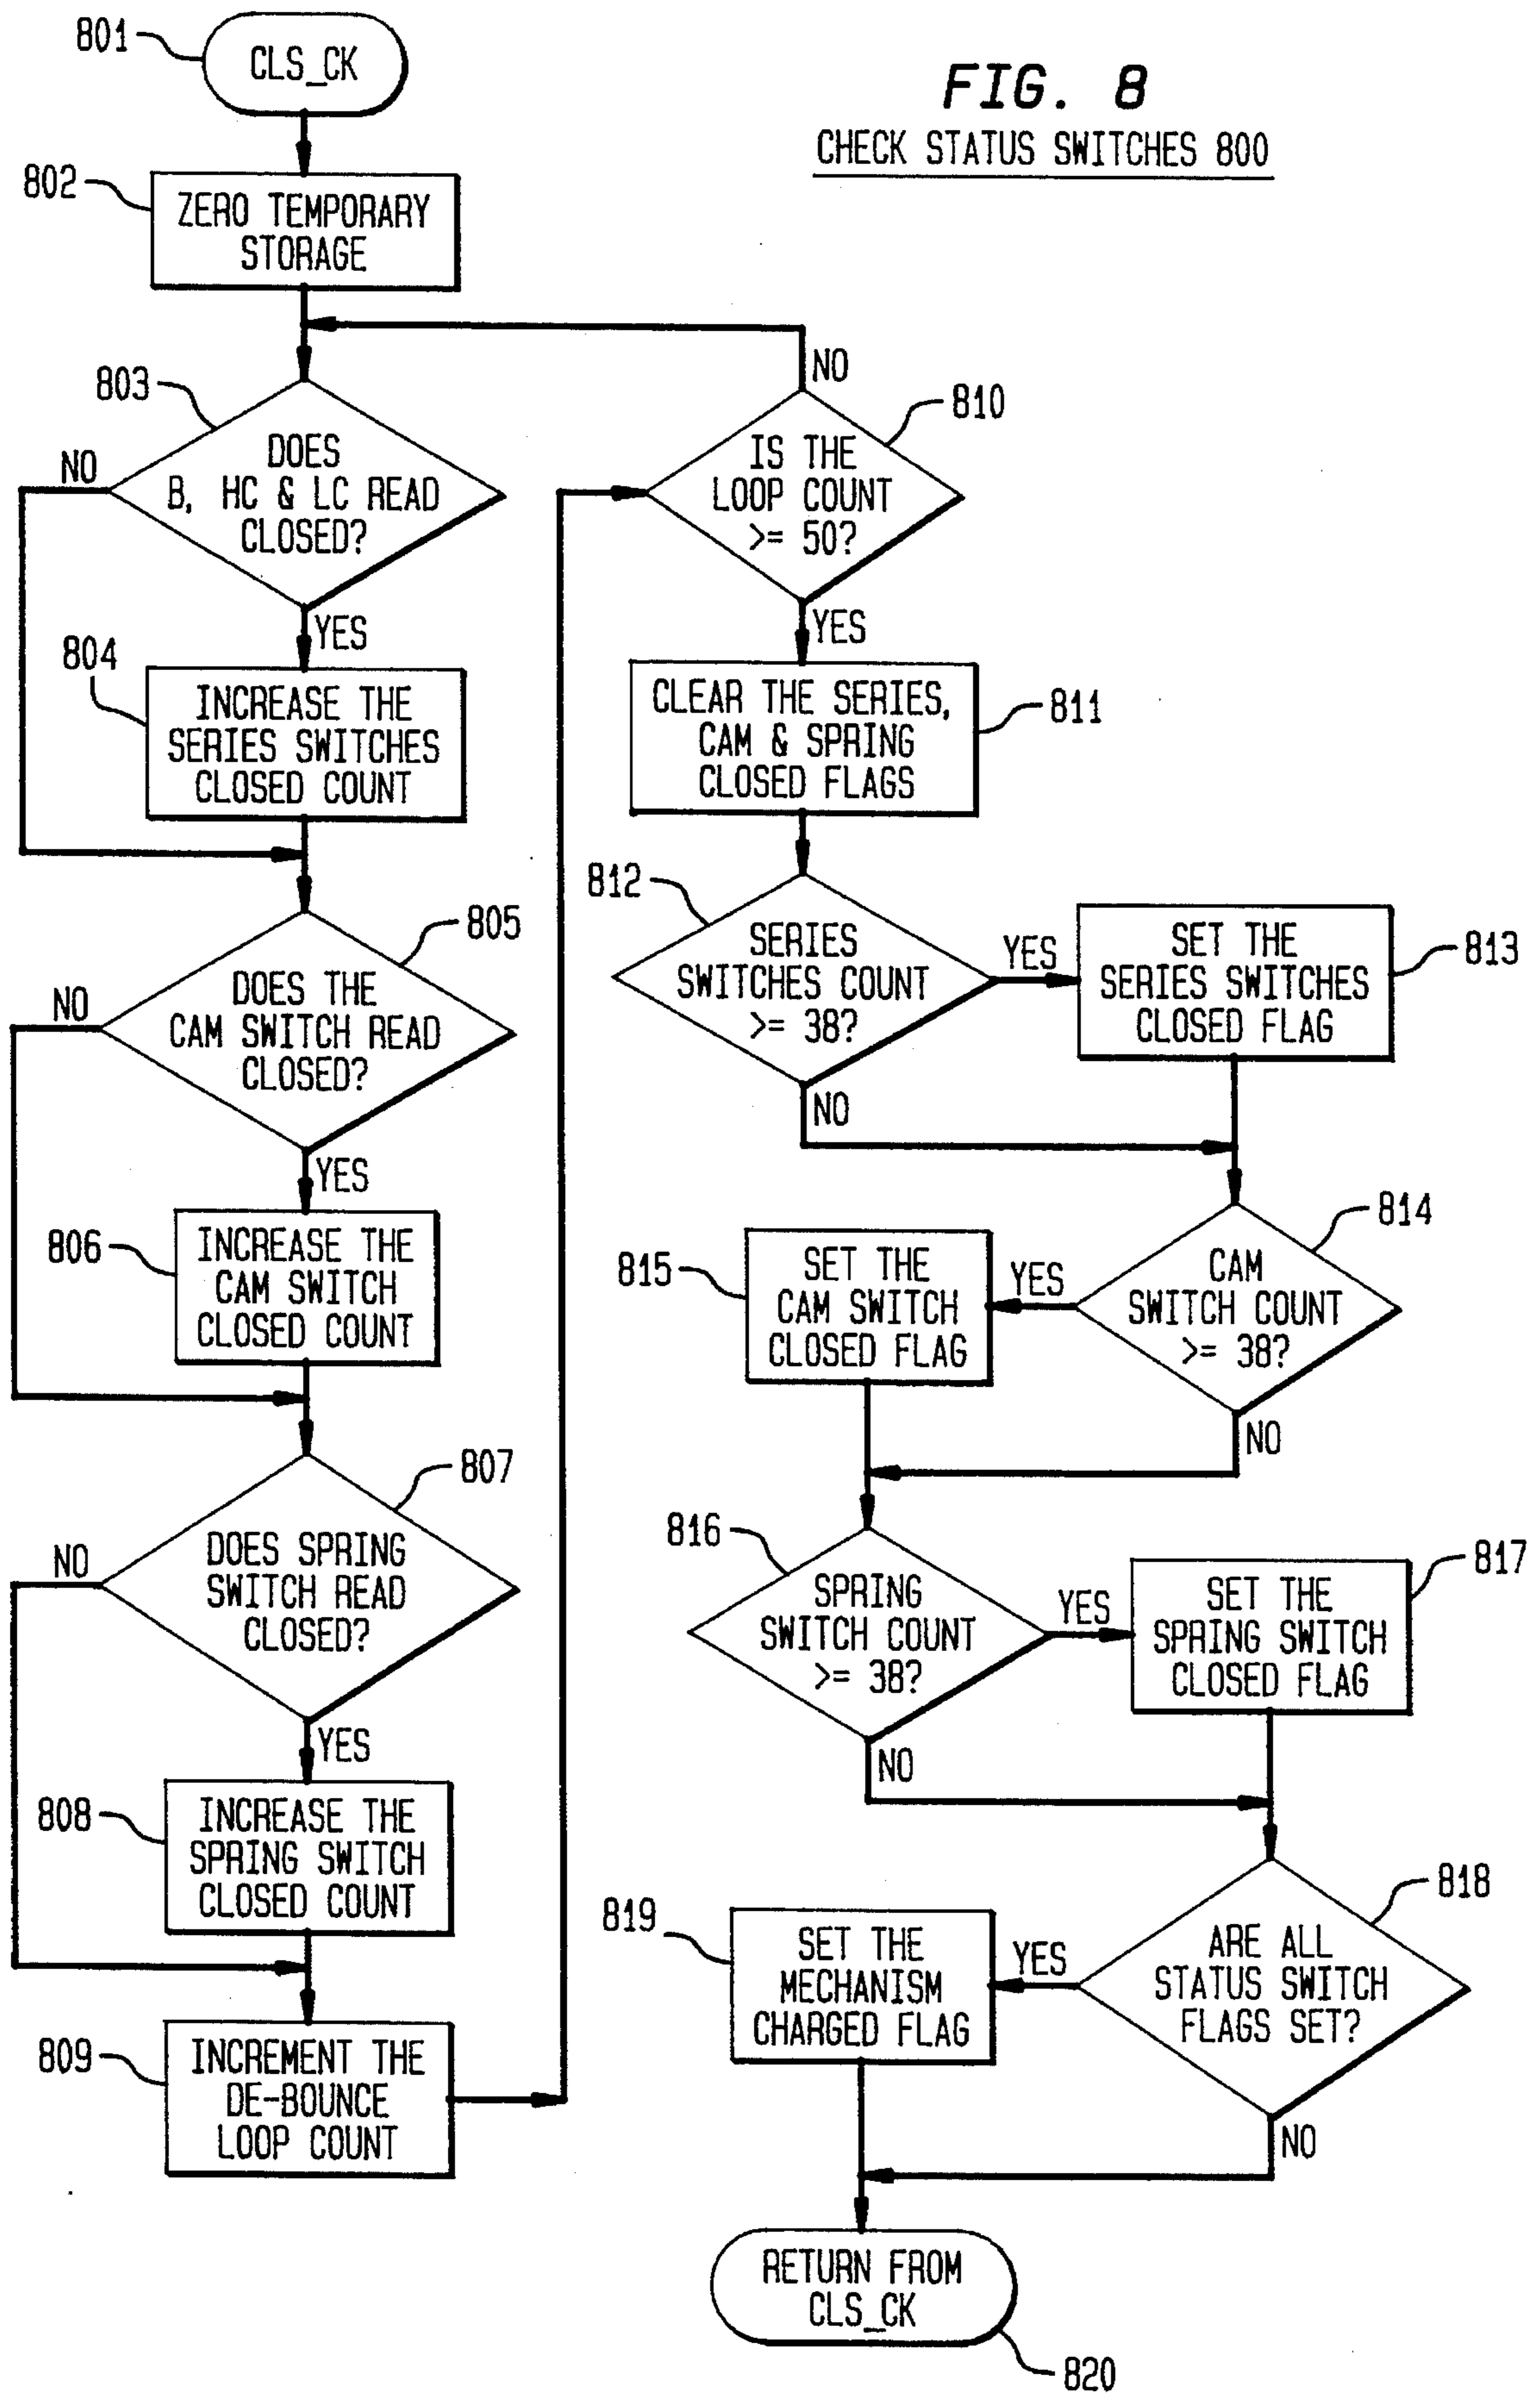 FIG. 8
CHECK STATUS SWITCHES 800
801
CLS_CK
802
ZERO TEMPORARY
STORAGE
803
DOES
B, HC & LC READ
CLOSED?
NO
YES
804
INCREASE THE
SERIES SWITCHES
CLOSED COUNT
805
DOES THE
CAM SWITCH READ
CLOSED?
NO
YES
806
INCREASE THE
CAM SWITCH
CLOSED COUNT
807
DOES SPRING
SWITCH READ
CLOSED?
NO
YES
808
INCREASE THE
SPRING SWITCH
CLOSED COUNT
809
INCREMENT THE
DE-BOUNCE
LOOP COUNT
810
NO
IS THE
LOOP COUNT
>= 50?
YES
811
CLEAR THE SERIES,
CAM & SPRING
CLOSED FLAGS
812
SERIES
SWITCHES COUNT
>= 38?
YES
NO
813
SET THE
SERIES SWITCHES
CLOSED FLAG
814
CAM
SWITCH COUNT
>= 38?
YES
NO
815
SET THE
CAM SWITCH
CLOSED FLAG
816
SPRING
SWITCH COUNT
>= 38?
YES
NO
817
SET THE
SPRING SWITCH
CLOSED FLAG
818
ARE ALL
STATUS SWITCH
FLAGS SET?
YES
NO
819
SET THE
MECHANISM
CHARGED FLAG
RETURN FROM
CLS_CK
820